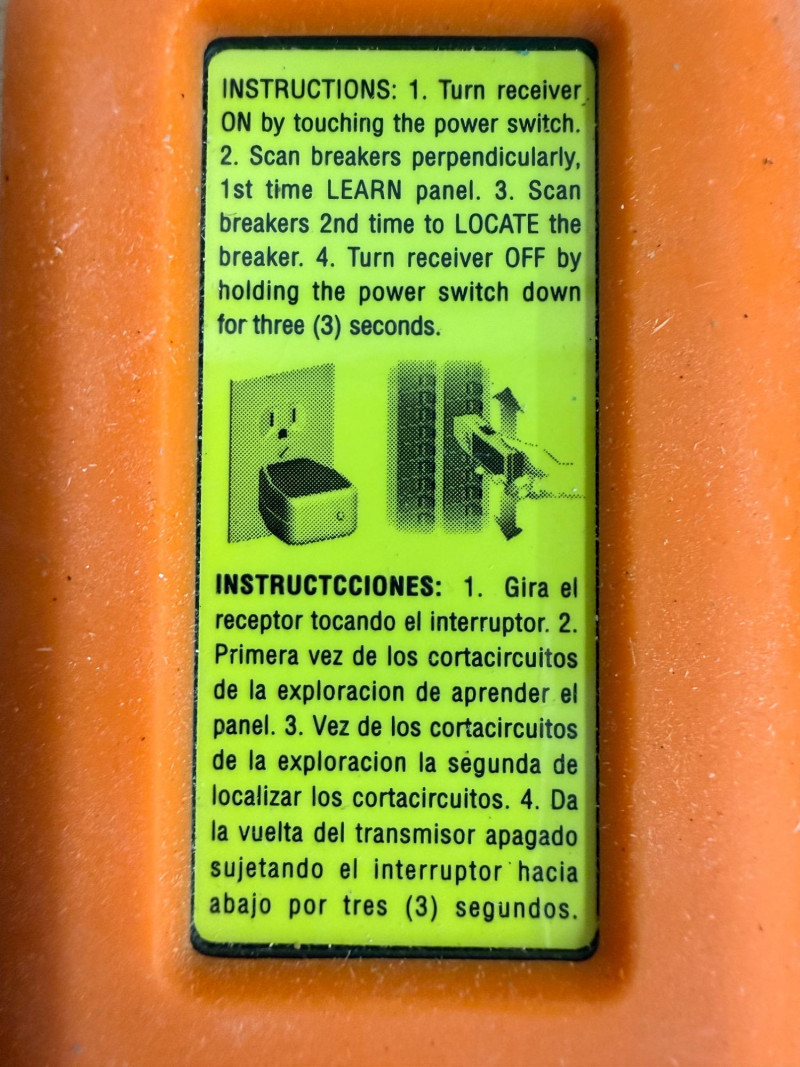 INSTRUCTIONS: 1. Turn receiver
ON by touching the power switch.
2. Scan breakers perpendicularly,
1st time LEARN panel. 3. Scan
breakers 2nd time to LOCATE the
breaker. 4. Turn receiver OFF by
holding the power switch down
for three (3) seconds.
INSTRUCTCCIONES: 1. Gira el
receptor tocando el interruptor. 2.
Primera vez de los cortacircuitos
de la exploracion de aprender el
panel. 3. Vez de los cortacircuitos
de la exploracion la segunda de
localizar los cortacircuitos. 4. Da
la vuelta del transmisor apagado
sujetando el interruptor hacia
abajo por tres (3) segundos.